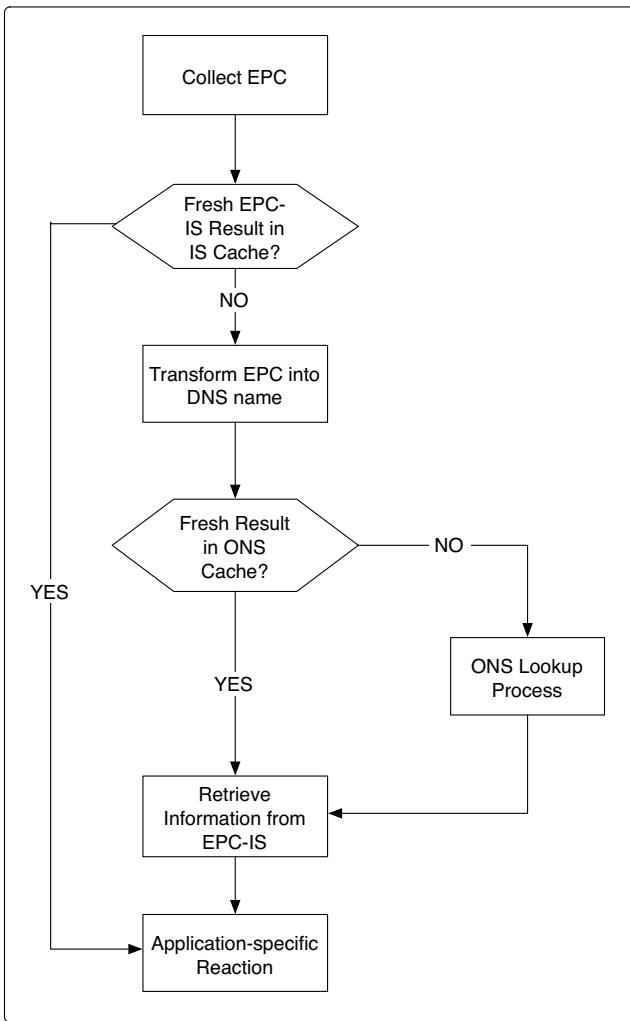 Collect EPC
Fresh EPC-
IS Result in
IS Cache?
NO
Transform EPC into
DNS name
Fresh Result
in ONS
Cache?
NO
YES
ONS Lookup
Process
YES
Retrieve
Information from
EPC-IS
Application-specific
Reaction